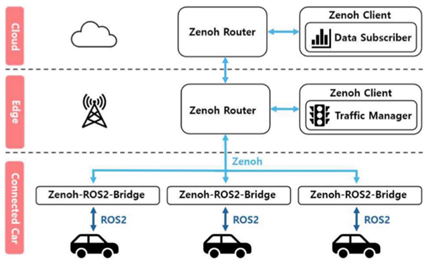 Cloud
Zenoh Router
Zenoh Client
Data Subscriber
Edge
Zenoh Router
Zenoh Client
Traffic Manager
Zenoh
Connected Car
Zenoh-ROS2-Bridge
Zenoh-ROS2-Bridge
Zenoh-ROS2-Bridge
ROS2
ROS2
ROS2